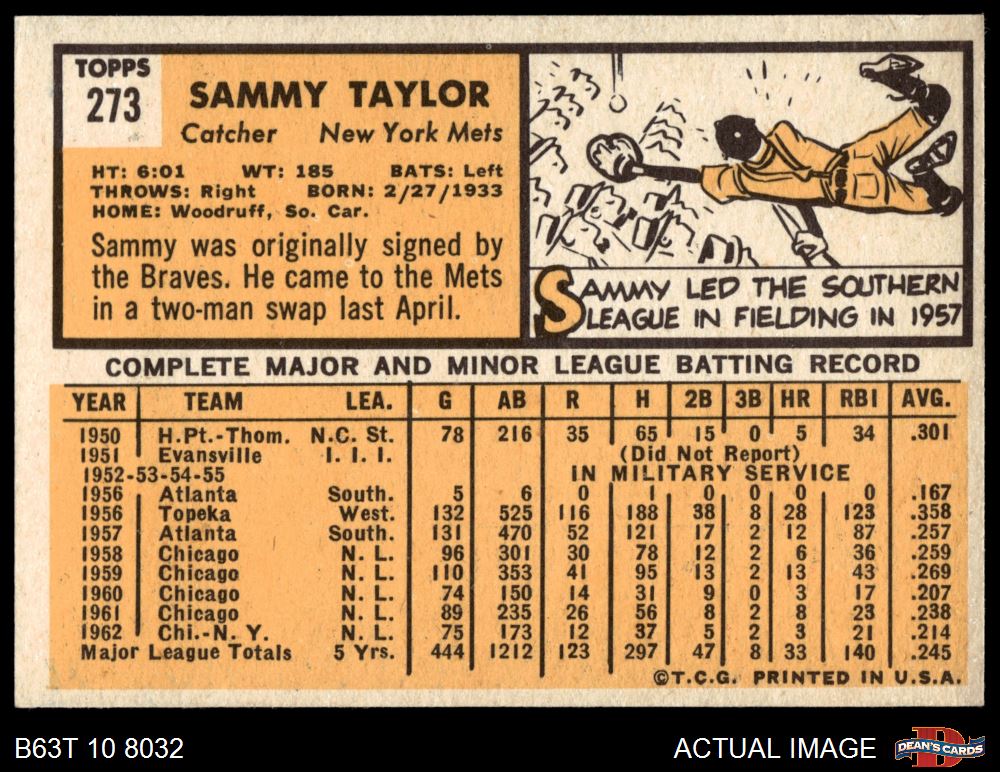 TOPPS
273
SAMMY TAYLOR
Catcher New York Mets
HT: 6:01 WT: 185 BATS: Left
THROWS: Right BORN: 2/27/1933
HOME: Woodruff, So. Car.
Sammy was originally signed by
the Braves. He came to the Mets
in a two-man swap last April.
SAMMY LED THE SOUTHERN
LEAGUE IN FIELDING IN 1957
COMPLETE MAJOR AND MINOR LEAGUE BATTING RECORD
YEAR TEAM LEA. G AB R H 2B 3B HR RBI AVG.
1950 H.Pt.-Thom. N.C. St. 78 216 35 65 15 0 5 34 .301
1951 Evansville I. I. I. (Did Not Report)
1952-53-54-55 IN MILITARY SERVICE
1956 Atlanta South. 5 6 0 1 0 0 0 0 .167
1956 Topeka West. 132 525 116 188 38 8 28 123 .358
1957 Atlanta South. 131 470 52 121 17 2 12 87 .257
1958 Chicago N. L. 96 301 30 78 12 2 6 36 .259
1959 Chicago N. L. 110 353 41 95 13 2 13 43 .269
1960 Chicago N. L. 74 150 14 31 9 0 3 17 .207
1961 Chicago N. L. 89 235 26 56 8 2 8 23 .238
1962 Chi.-N. Y. N. L. 75 173 12 37 5 2 3 21 .214
Major League Totals 5 Yrs. 444 1212 123 297 47 8 33 140 .245
©T.C.G. PRINTED IN U.S.A.
B63T 10 8032 ACTUAL IMAGE DEAN'S CARDS